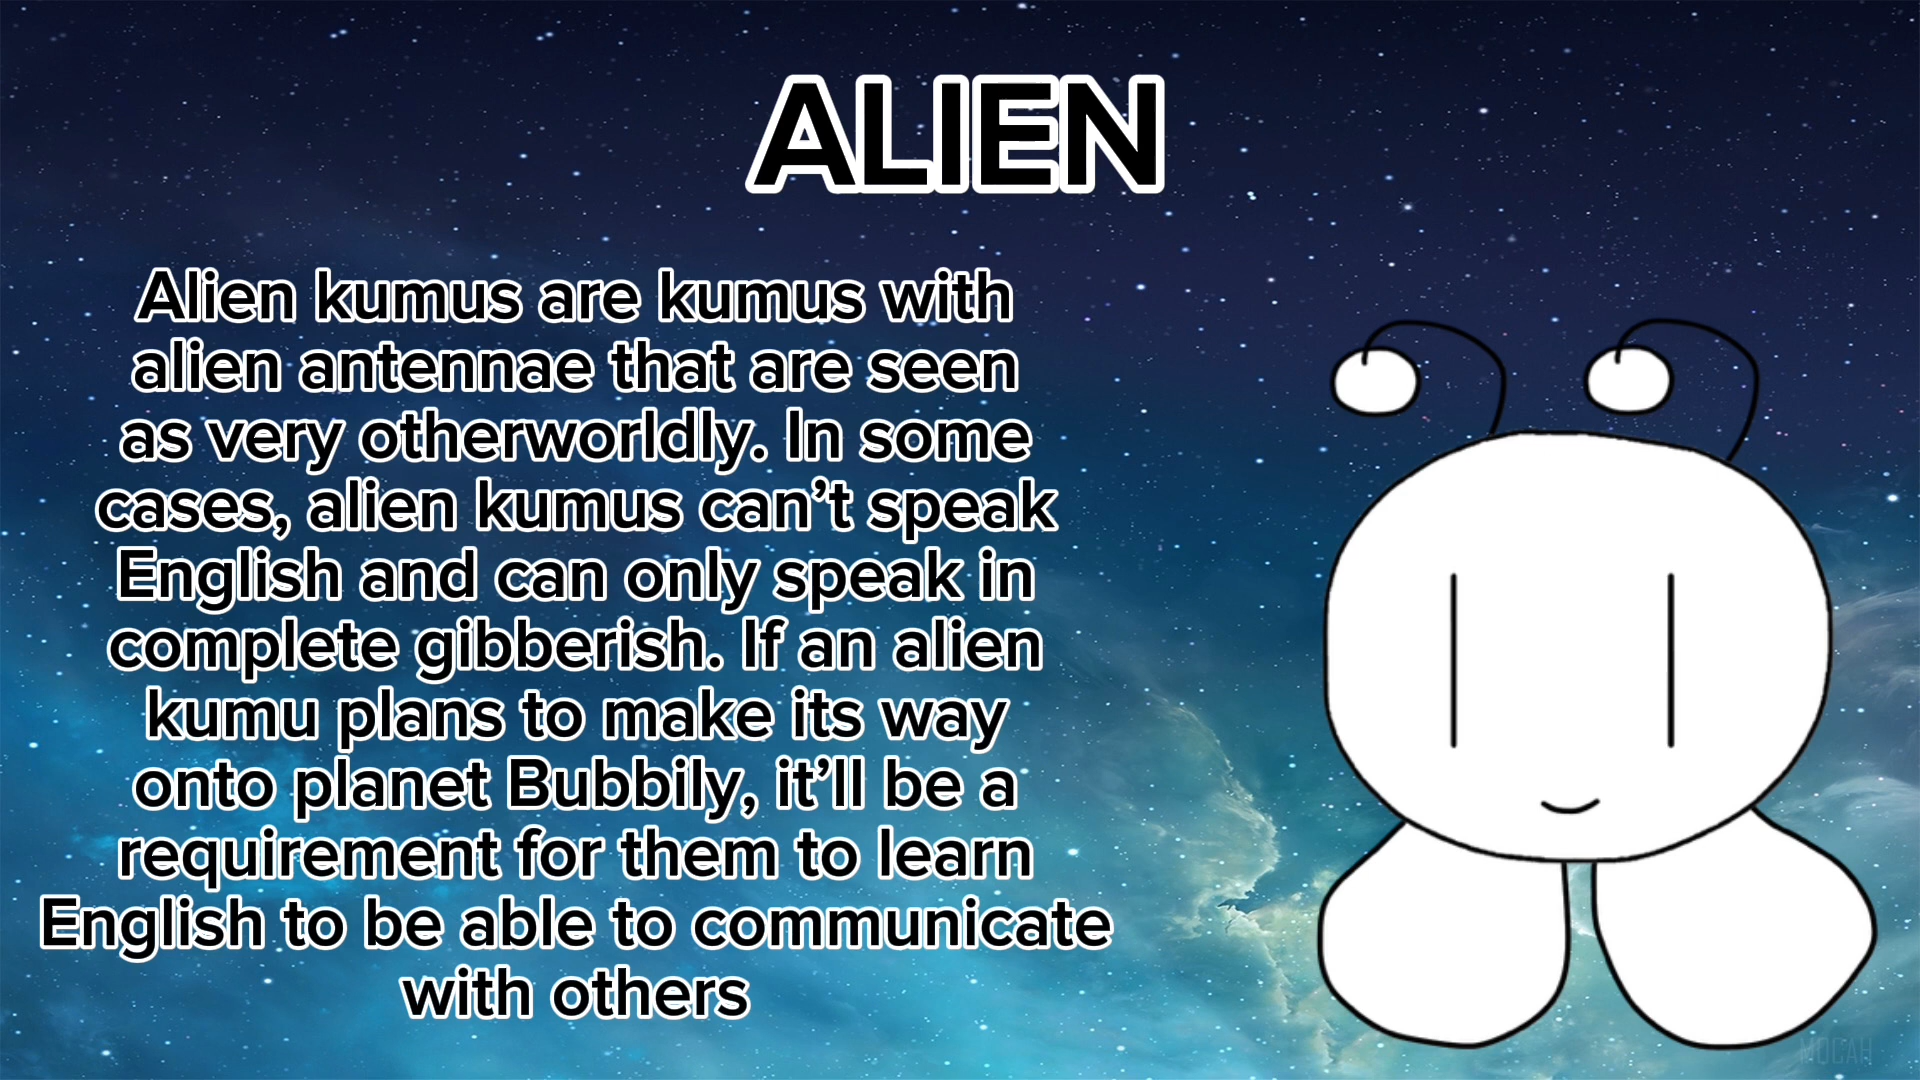 ALIEN
Alien kumus are kumus with
alien antennae that are seen
as very otherworldly. In some
cases, alien kumus can’t speak
English and can only speak in
complete gibberish. If an alien
kumu plans to make its way
onto planet Bubbily, it’ll be a
requirement for them to learn
English to be able to communicate
with others
MOCAH